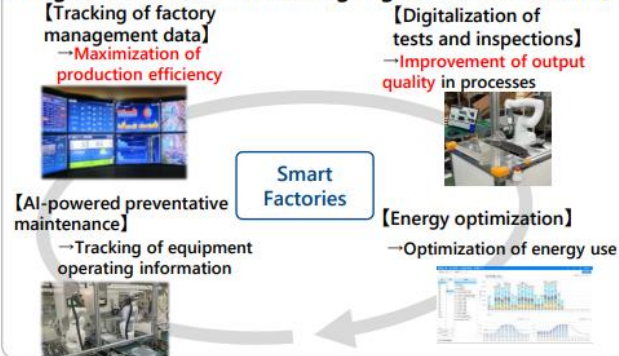 【Tracking of factory
management data】
→Maximization of
production efficiency
【Digitalization of
tests and inspections】
→Improvement of output
quality in processes
Smart
Factories
【AI-powered preventative
maintenance】
→Tracking of equipment
operating information
【Energy optimization】
→Optimization of energy use